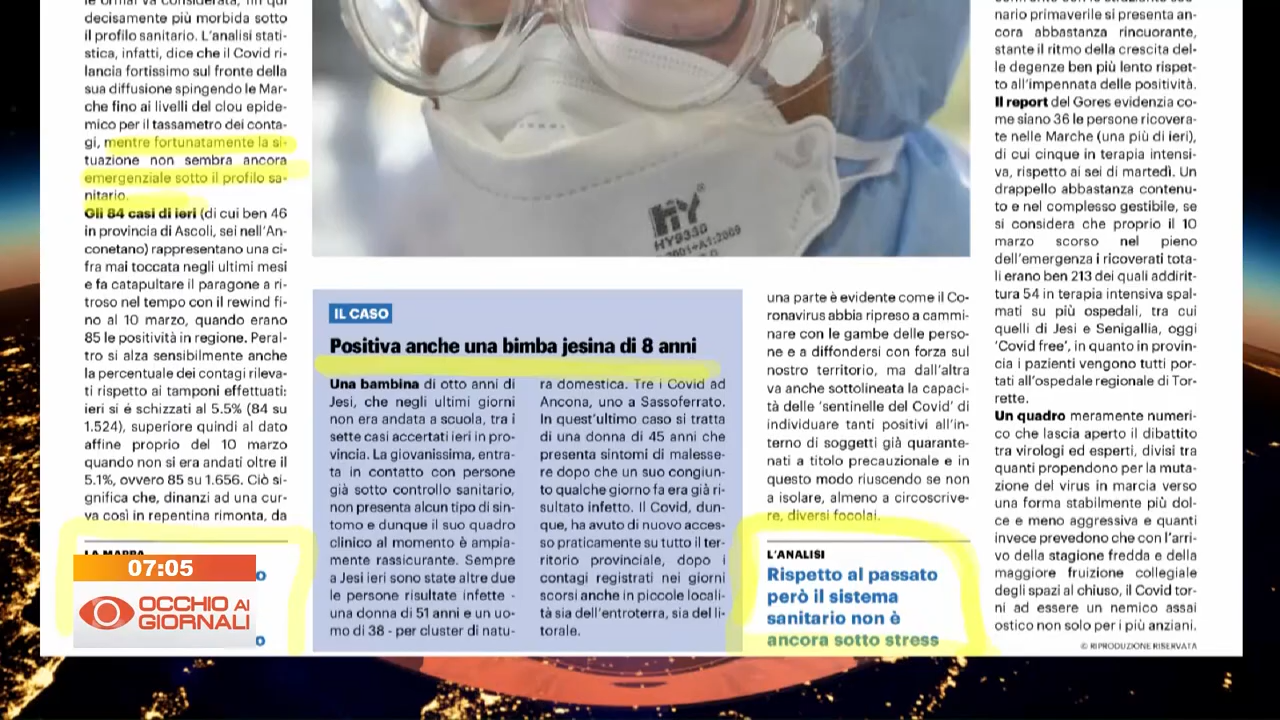 decisamente più morbida sotto
il profilo sanitario. L'analisi stati-
stica, infatti, dice che il Covid ri-
lancia fortissimo sul fronte della
sua diffusione spingendo le Mar-
che fino ai livelli del clou epide-
mico per il tassametro dei conta-
gi, mentre fortunatamente la si-
tuazione non sembra ancora
emergenziale sotto il profilo sa-
nitario.
Gli 84 casi di ieri (di cui ben 46
in provincia di Ascoli, sei nell'An-
conetano) rappresentano una ci-
fra mai toccata negli ultimi mesi
e fa catapultare il paragone a ri-
troso nel tempo con il rewind fi-
no al 10 marzo, quando erano
85 le positività in regione. Peral-
tro si alza sensibilmente anche
la percentuale dei contagi rileva-
ti rispetto ai tamponi effettuati:
ieri si è schizzati al 5.5% (84 su
1.524), superiore quindi al dato
affine proprio del 10 marzo
quando non si era andati oltre il
5.1%, ovvero 85 su 1.656. Ciò si-
gnifica che, dinanzi ad una cur-
va così in repentina rimonta, da
LA MAPPA
07:05
OCCHIO AI
GIORNALI
HY
HY9330
IL CASO
Positiva anche una bimba jesina di 8 anni
Una bambina di otto anni di
Jesi, che negli ultimi giorni
non era andata a scuola, tra i
sette casi accertati ieri in pro-
vincia. La giovanissima, entra-
ta in contatto con persone
già sotto controllo sanitario,
non presenta alcun tipo di sin-
tomo e dunque il suo quadro
clinico al momento è ampia-
mente rassicurante. Sempre
a Jesi ieri sono state altre due
le persone risultate infette -
una donna di 51 anni e un uo-
mo di 38 - per cluster di natu-
ra domestica. Tre i Covid ad
Ancona, uno a Sassoferrato.
In quest'ultimo caso si tratta
di una donna di 45 anni che
presenta sintomi di malesse-
re dopo che un suo congiun-
to qualche giorno fa era già ri-
sultato infetto. Il Covid, dun-
que, ha avuto di nuovo acces-
so praticamente su tutto il ter-
ritorio provinciale, dopo i
contagi registrati nei giorni
scorsi anche in piccole locali-
tà sia dell'entroterra, sia del li-
torale.
una parte è evidente come il Co-
ronavirus abbia ripreso a cammi-
nare con le gambe delle perso-
ne e a diffondersi con forza sul
nostro territorio, ma dall'altra
va anche sottolineata la capaci-
tà delle 'sentinelle del Covid' di
individuare tanti positivi all'in-
terno di soggetti già quarante-
nati a titolo precauzionale e in
questo modo riuscendo se non
a isolare, almeno a circoscrive-
re, diversi focolai.
L'ANALISI
Rispetto al passato
però il sistema
sanitario non è
ancora sotto stress
nario primaverile si presenta an-
cora abbastanza rincuorante,
stante il ritmo della crescita del-
le degenze ben più lento rispet-
to all'impennata delle positività.
Il report del Gores evidenzia co-
me siano 36 le persone ricovera-
te nelle Marche (una più di ieri),
di cui cinque in terapia intensi-
va, rispetto ai sei di martedì. Un
drappello abbastanza contenu-
to e nel complesso gestibile, se
si considera che proprio il 10
marzo scorso nel pieno
dell'emergenza i ricoverati tota-
li erano ben 213 dei quali addirit-
tura 54 in terapia intensiva spal-
mati su più ospedali, tra cui
quelli di Jesi e Senigallia, oggi
'Covid free', in quanto in provin-
cia i pazienti vengono tutti por-
tati all'ospedale regionale di Tor-
rette.
Un quadro meramente numeri-
co che lascia aperto il dibattito
tra virologi ed esperti, divisi tra
quanti propendono per la muta-
zione del virus in marcia verso
una forma stabilmente più dol-
ce e meno aggressiva e quanti
invece prevedono che con l'arri-
vo della stagione fredda e della
maggiore fruizione collegiale
degli spazi al chiuso, il Covid tor-
ni ad essere un nemico assai
ostico non solo per i più anziani.
© RIPRODUZIONE RISERVATA